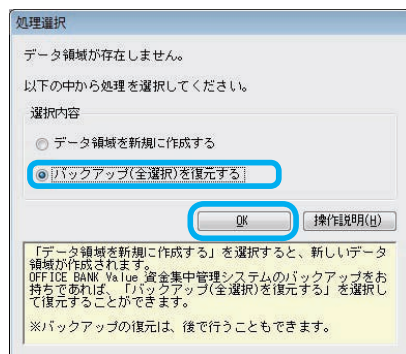 処理選択
データ領域が存在しません。
以下の中から処理を選択してください。
選択内容
データ領域を新規に作成する
バックアップ(全選択)を復元する
OK
操作説明(H)
「データ領域を新規に作成する」を選択すると、新しいデータ
領域が作成されます。
OFFICE BANK Value 資金集中管理システムのバックアップをお
持ちであれば、「バックアップ(全選択)を復元する」を選択し
て復元することができます。
※バックアップの復元は、後で行うこともできます。